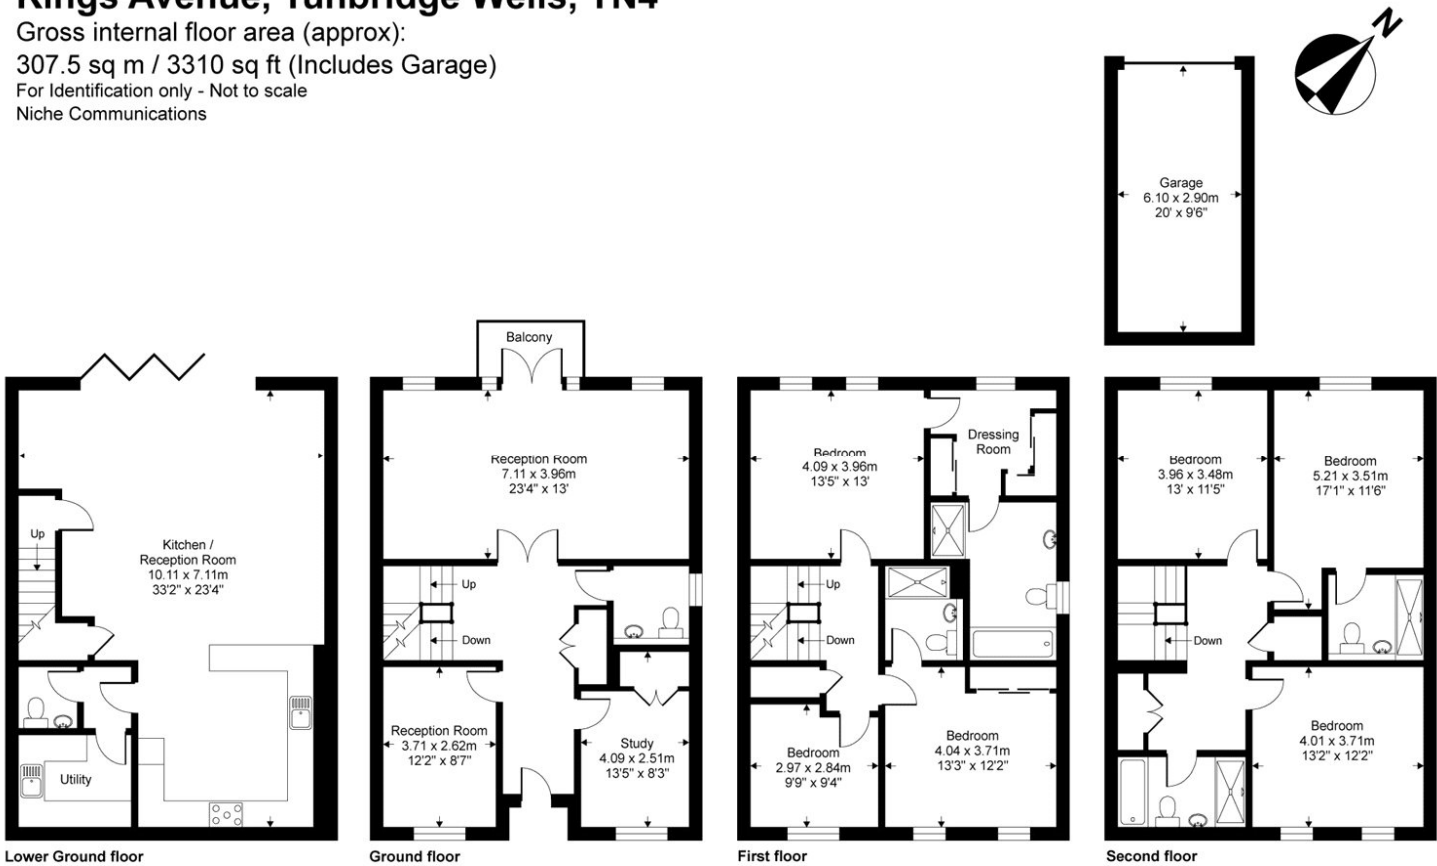 Kings Avenue, Tunbridge Wells, TN4
Gross internal floor area (approx):
307.5 sq m / 3310 sq ft (Includes Garage)
For Identification only - Not to scale
Niche Communications
N
Garage
6.10 x 2.90m
20' x 9'6"
Up
Kitchen /
Reception Room
10.11 x 7.11m
33'2" x 23'4"
Utility
Lower Ground floor
Balcony
Reception Room
7.11 x 3.96m
23'4" x 13'
Up
Down
Reception Room
3.71 x 2.62m
12'2" x 8'7"
Study
4.09 x 2.51m
13'5" x 8'3"
Ground floor
Bedroom
4.09 x 3.96m
13'5" x 13'
Dressing
Room
Up
Down
Bedroom
2.97 x 2.84m
9'9" x 9'4"
Bedroom
4.04 x 3.71m
13'3" x 12'2"
First floor
Bedroom
3.96 x 3.48m
13' x 11'5"
Bedroom
5.21 x 3.51m
17'1" x 11'6"
Down
Bedroom
4.01 x 3.71m
13'2" x 12'2"
Second floor